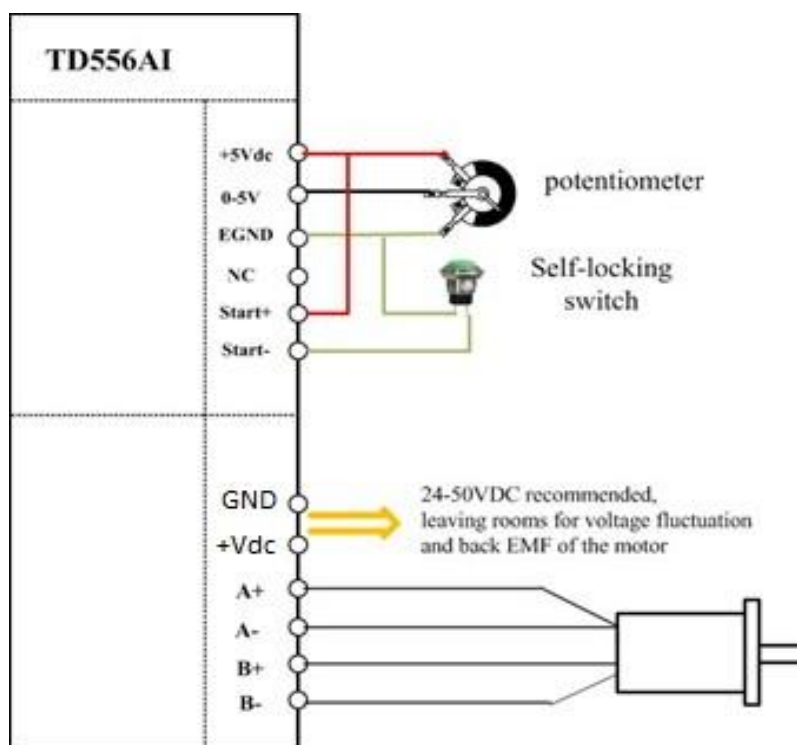 TD556AI
+5Vdc
0-5V
EGND
NC
Start+
Start-
potentiometer
Self-locking
switch
GND
+Vdc
24-50VDC recommended,
leaving rooms for voltage fluctuation
and back EMF of the motor
A+
A-
B+
B-